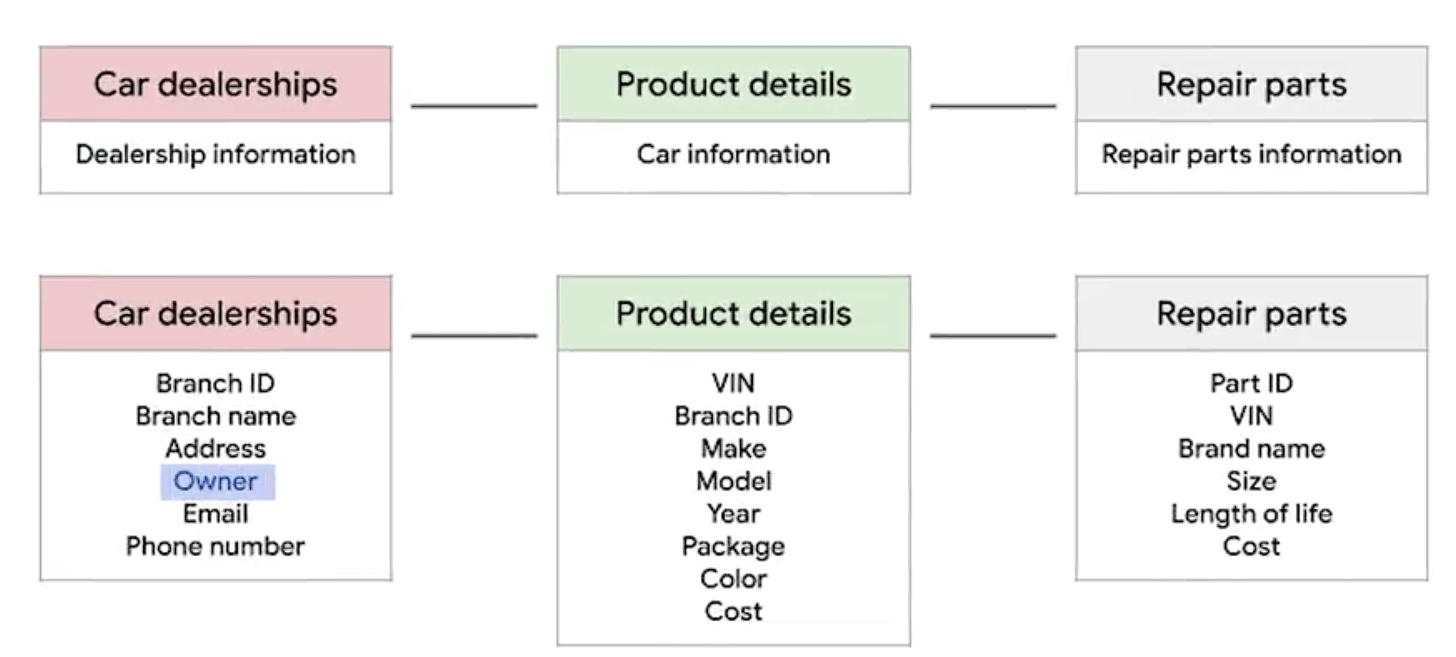 Car dealerships
Dealership information
Product details
Car information
Repair parts
Repair parts information
Car dealerships
Branch ID
Branch name
Address
Owner
Email
Phone number
Product details
VIN
Branch ID
Make
Model
Year
Package
Color
Cost
Repair parts
Part ID
VIN
Brand name
Size
Length of life
Cost